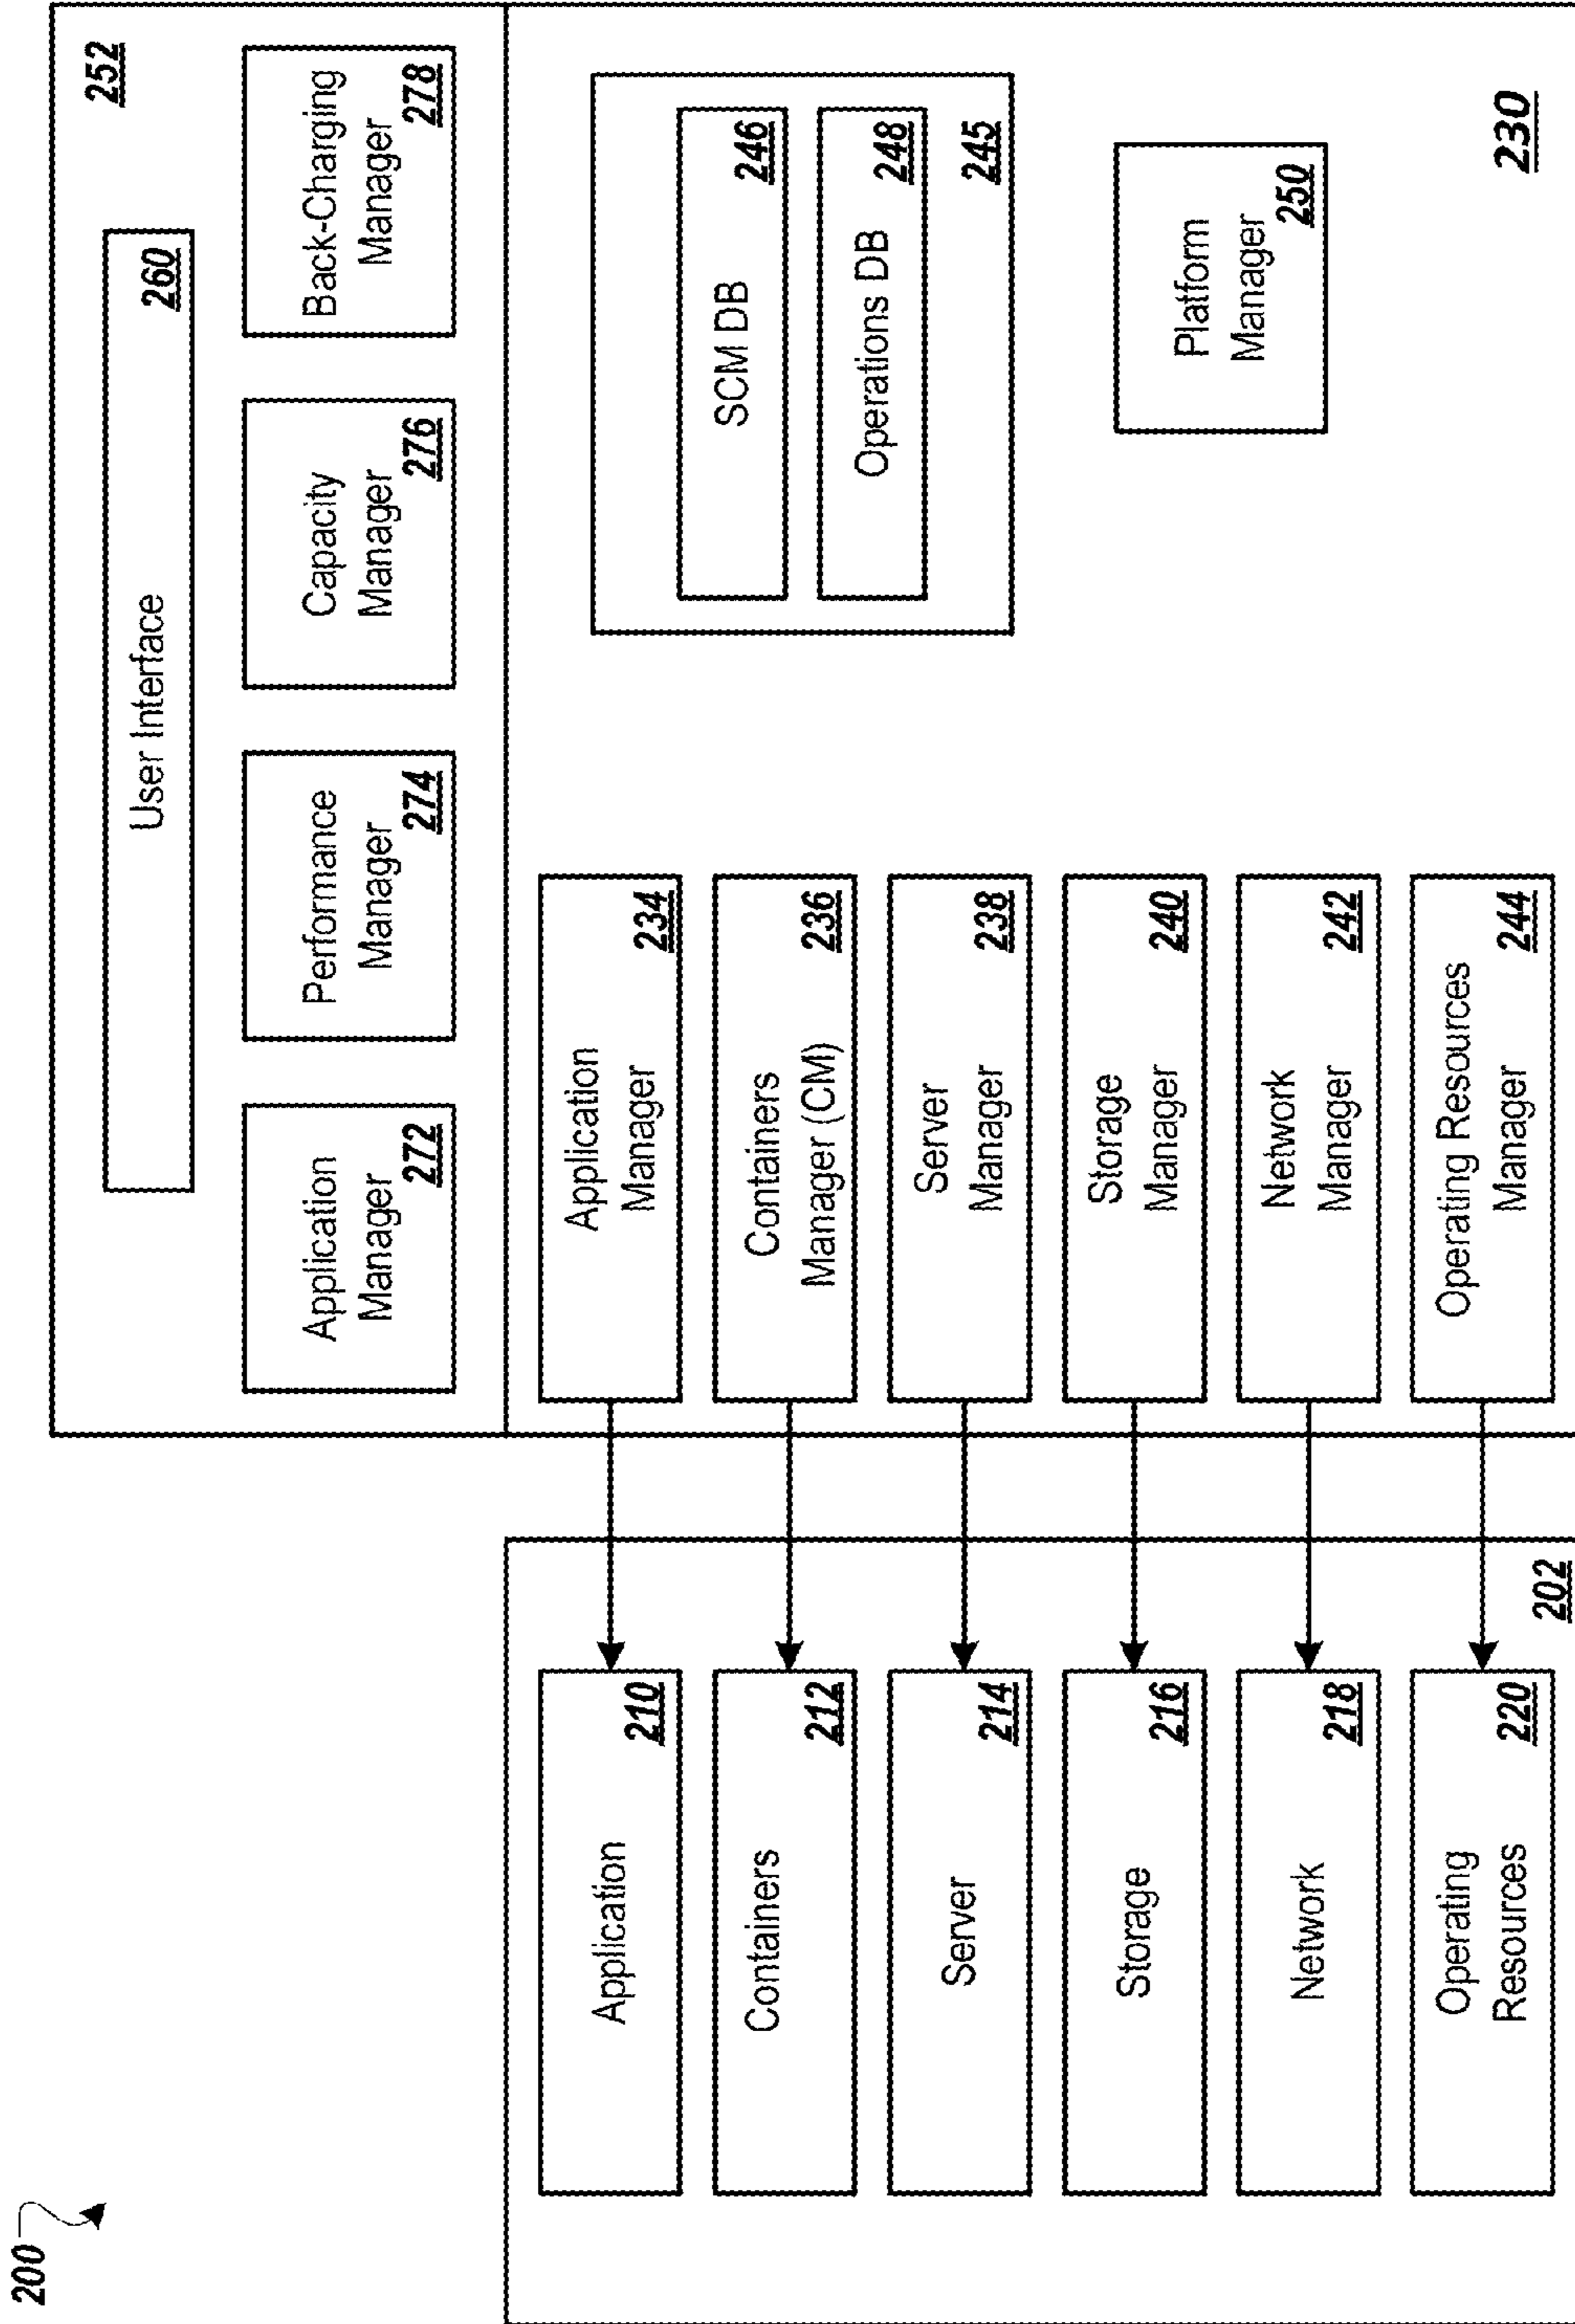 200
252
User Interface
260
Application
Manager
272
Performance
Manager
274
Capacity
Manager
276
Back-Charging
Manager
278
Application
210
Containers
212
Server
214
Storage
216
Network
218
Operating
Resources
220
202
Application
Manager
234
Containers
Manager (CM)
236
Server
Manager
238
Storage
Manager
240
Network
Manager
242
Operating Resources
Manager
244
SCM DB
246
Operations DB
248
245
Platform
Manager
250
230